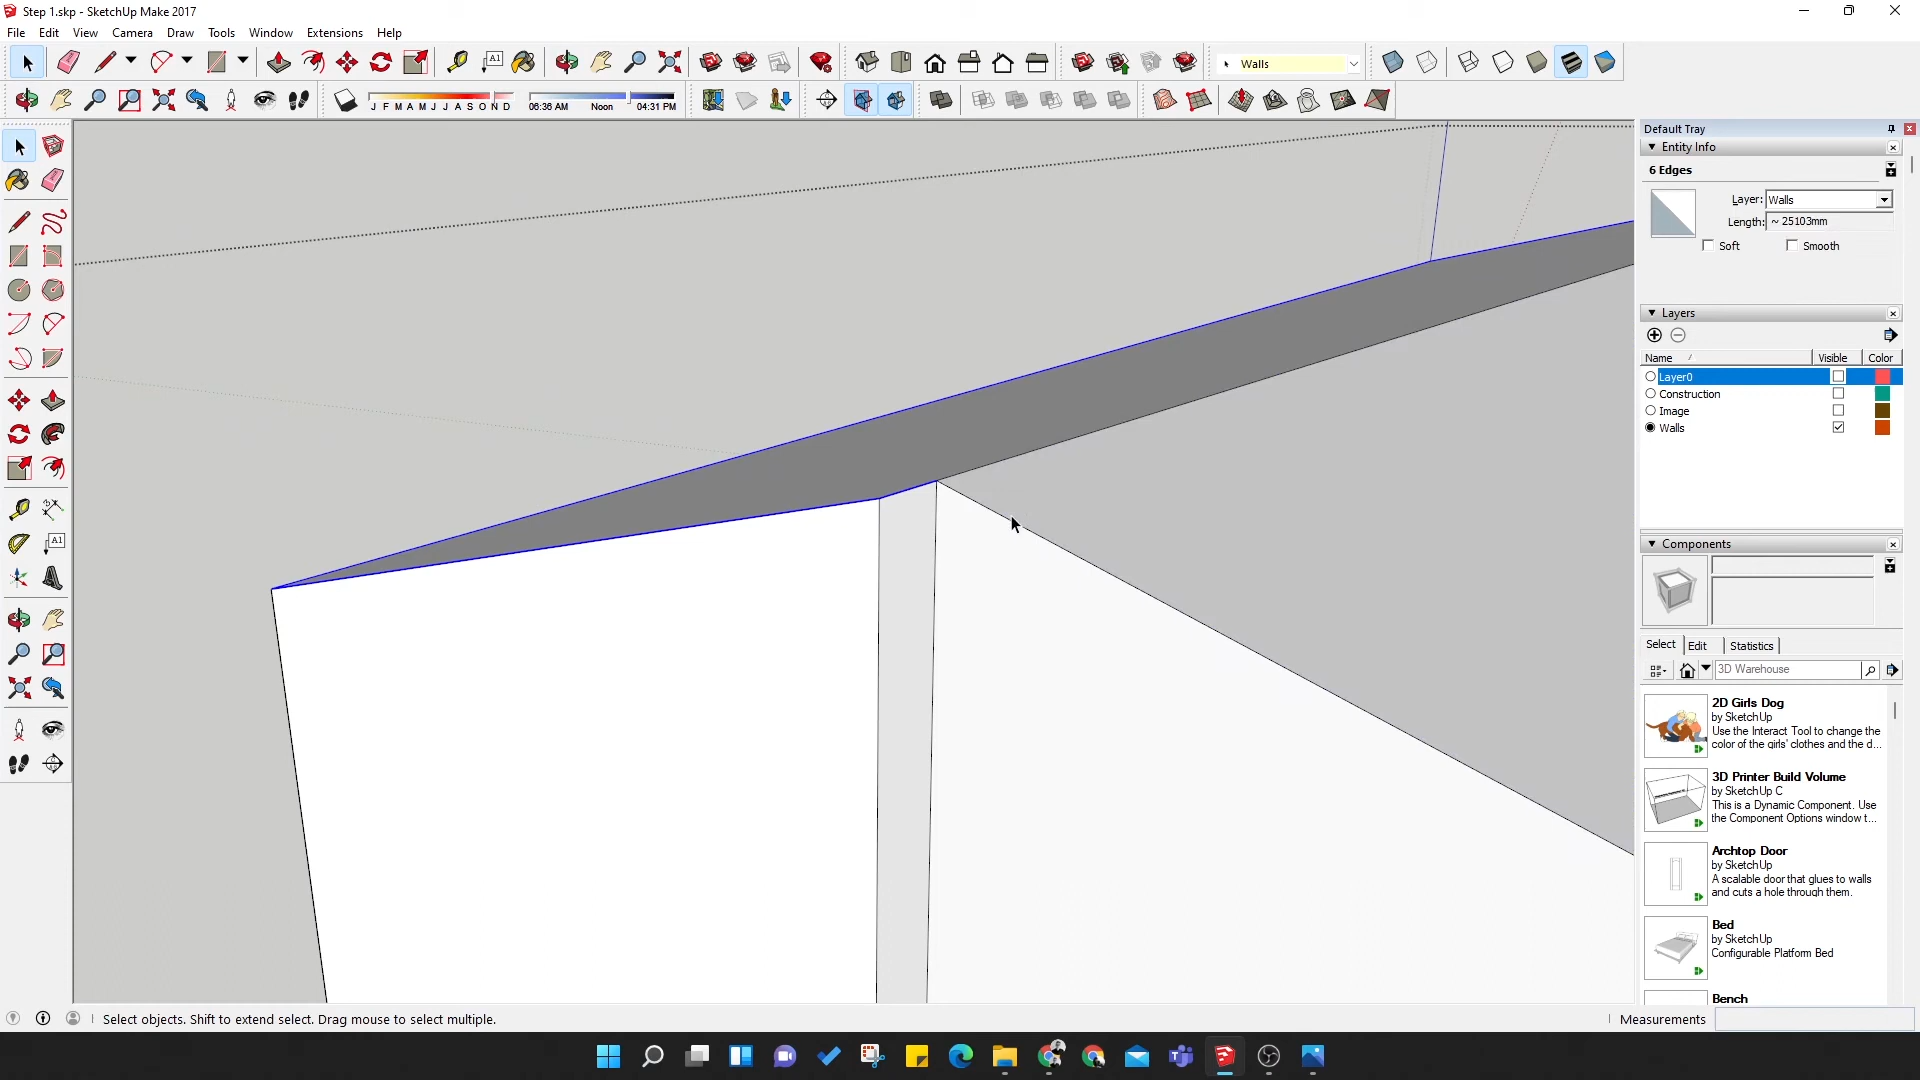 Step 1.skp - SketchUp Make 2017
File Edit View Camera Draw Tools Window Extensions Help
A1
Walls
J F M A M J J A S O N D
06:36 AM Noon 04:31 PM
Default Tray
Entity Info
6 Edges
Layer: Walls
Length: ~ 25103mm
Soft Smooth
Layers
Name Visible Color
Layer0
Construction
Image
Walls
A1
Components
Select Edit Statistics
3D Warehouse
2D Girls Dog
by SketchUp
Use the Interact Tool to change the
color of the girls' clothes and the d...
3D Printer Build Volume
by SketchUp C
This is a Dynamic Component. Use
the Component Options window t...
Archtop Door
by SketchUp
A scalable door that glues to walls
and cuts a hole through them.
Bed
by SketchUp
Configurable Platform Bed
Bench
Select objects. Shift to extend select. Drag mouse to select multiple.
Measurements